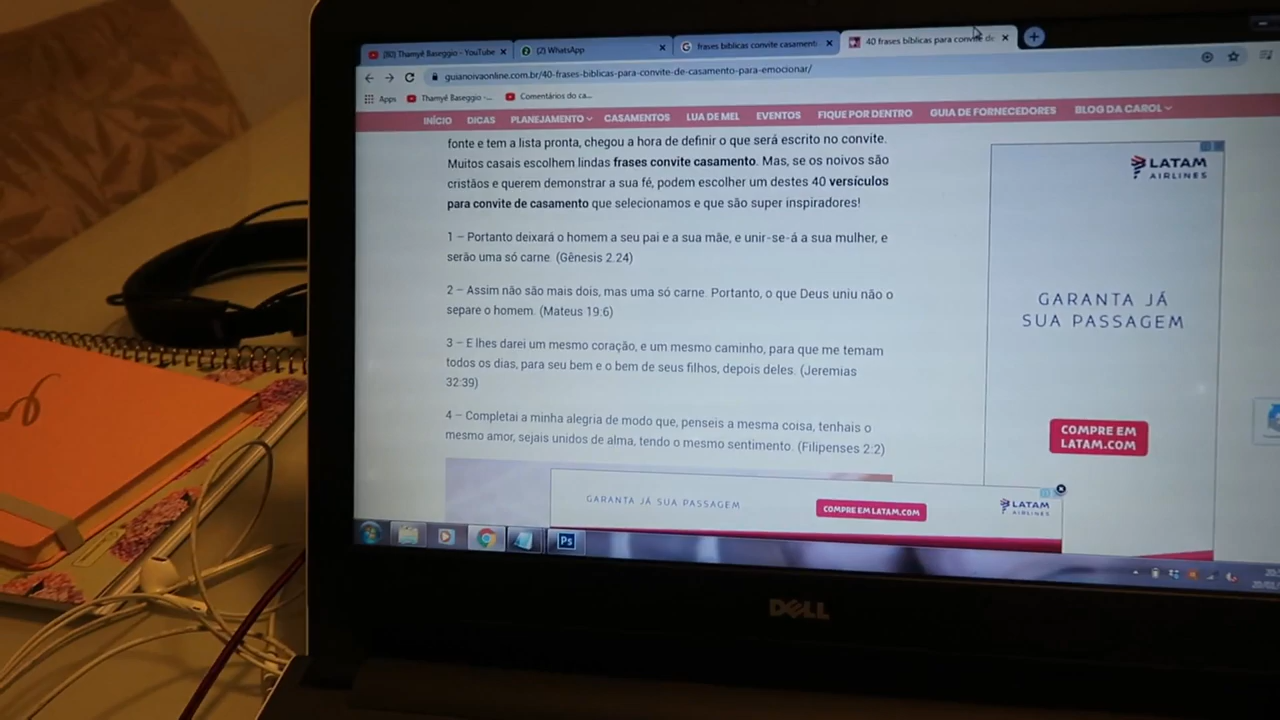 (80) Thamyê Baseggio - YouTube
(2) WhatsApp
frases bíblicas convite casament
40 frases bíblicas para convite de
guianoivaonline.com.br/40-frases-bíblicas-para-convite-de-casamento-para-emocionar/
Apps
Thamyê Baseggio -...
Comentários do ca...
INÍCIO DICAS PLANEJAMENTO CASAMENTOS LUA DE MEL EVENTOS FIQUE POR DENTRO GUIA DE FORNECEDORES BLOG DA CAROL
fonte e tem a lista pronta, chegou a hora de definir o que será escrito no convite.
Muitos casais escolhem lindas frases convite casamento. Mas, se os noivos são
cristãos e querem demonstrar a sua fé, podem escolher um destes 40 versículos
para convite de casamento que selecionamos e que são super inspiradores!
1 – Portanto deixará o homem a seu pai e a sua mãe, e unir-se-á a sua mulher, e
serão uma só carne. (Gênesis 2.24)
2 – Assim não são mais dois, mas uma só carne. Portanto, o que Deus uniu não o
separe o homem. (Mateus 19:6)
3 – E lhes darei um mesmo coração, e um mesmo caminho, para que me temam
todos os dias, para seu bem e o bem de seus filhos, depois deles. (Jeremias
32:39)
4 – Completai a minha alegria de modo que, penseis a mesma coisa, tenhais o
mesmo amor, sejais unidos de alma, tendo o mesmo sentimento. (Filipenses 2:2)
LATAM
AIRLINES
GARANTA JÁ
SUA PASSAGEM
COMPRE EM
LATAM.COM
GARANTA JÁ SUA PASSAGEM
COMPRE EM LATAM.COM
LATAM
AIRLINES
Ps
DELL